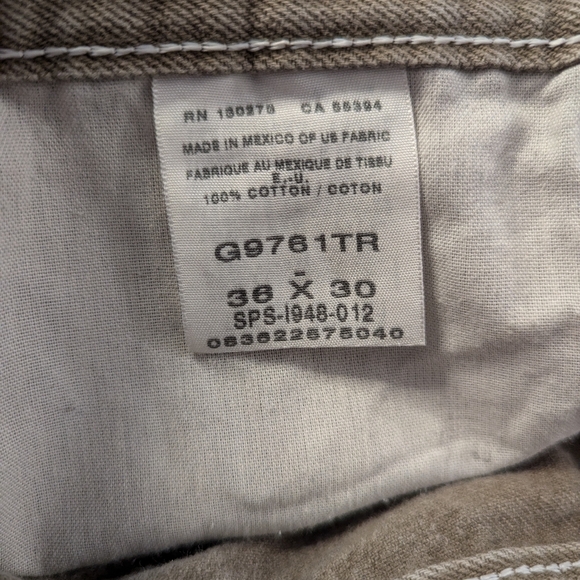 RN 130273 CA 55394
MADE IN MEXICO OF US FABRIC
FABRIQUE AU MEXIQUE DE TISSU
E.-U.
100% COTTON / COTON
G9761TR
-
36 X 30
SPS-I948-012
083622575040